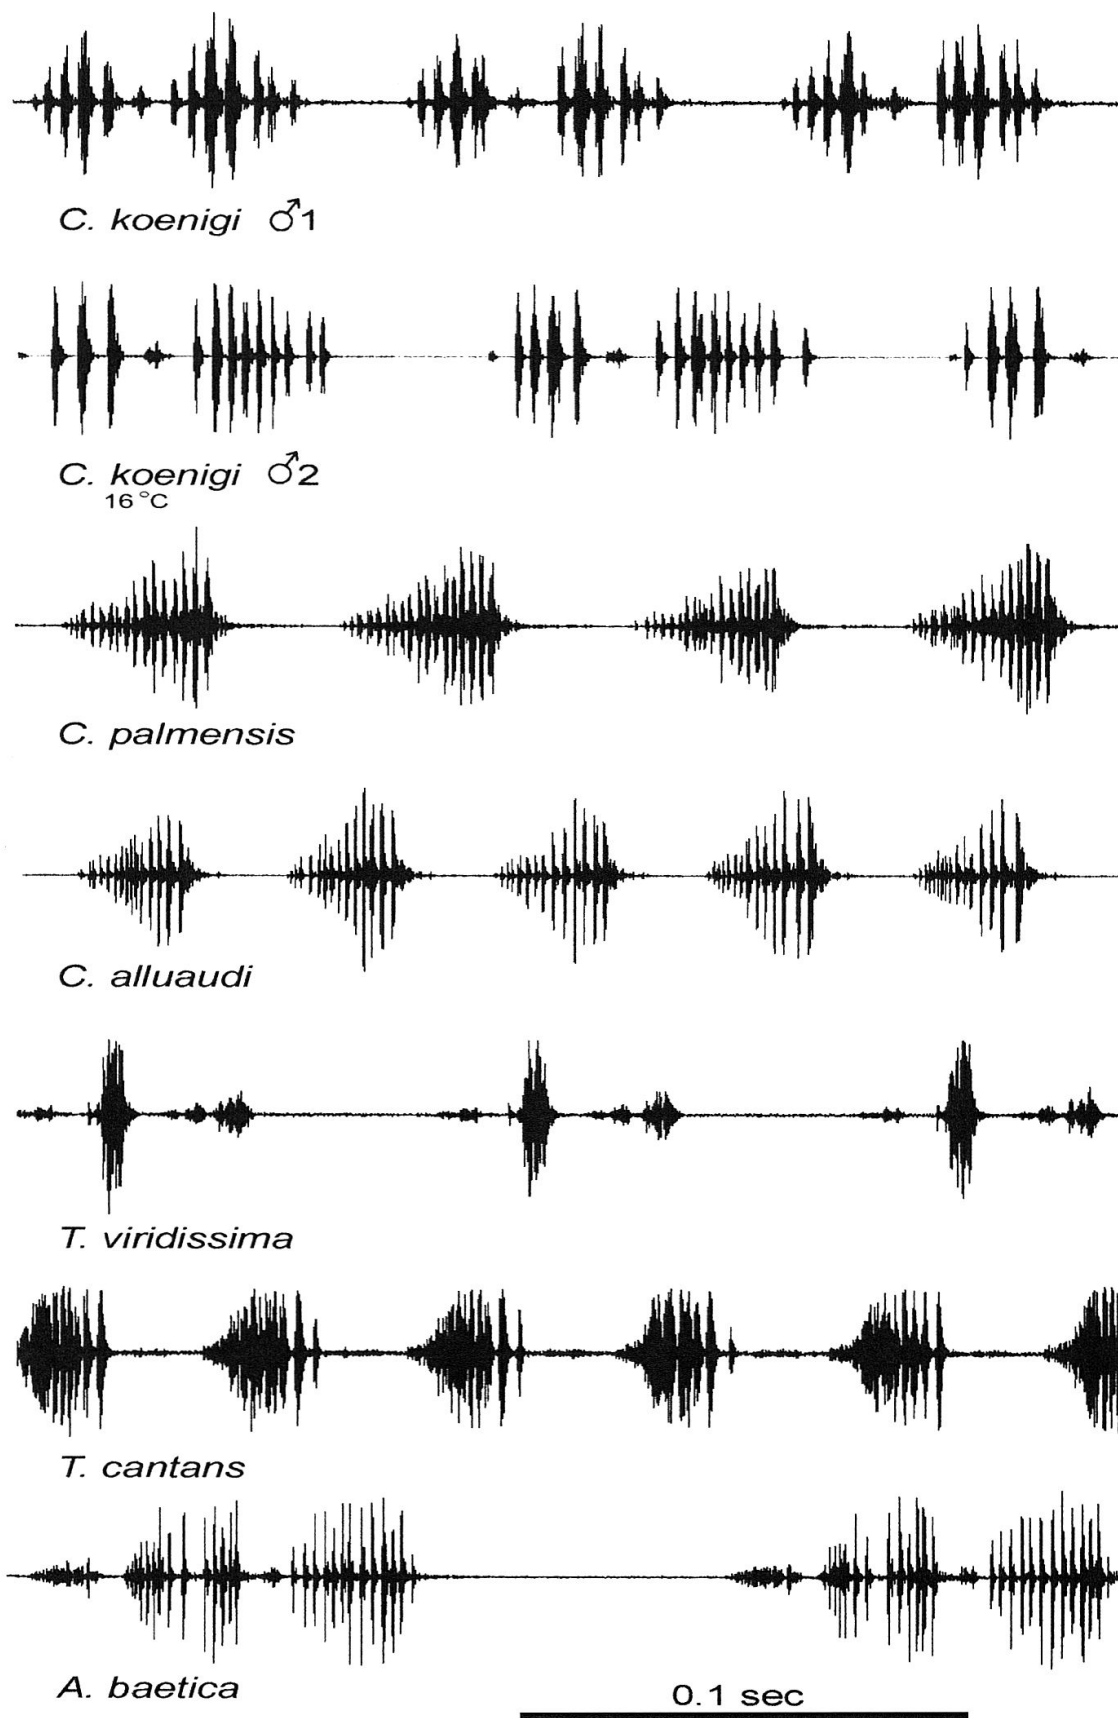 C. koenigi ♂1
C. koenigi ♂2
16 °C
C. palmensis
C. alluaudi
T. viridissima
T. cantans
A. baetica
0.1 sec